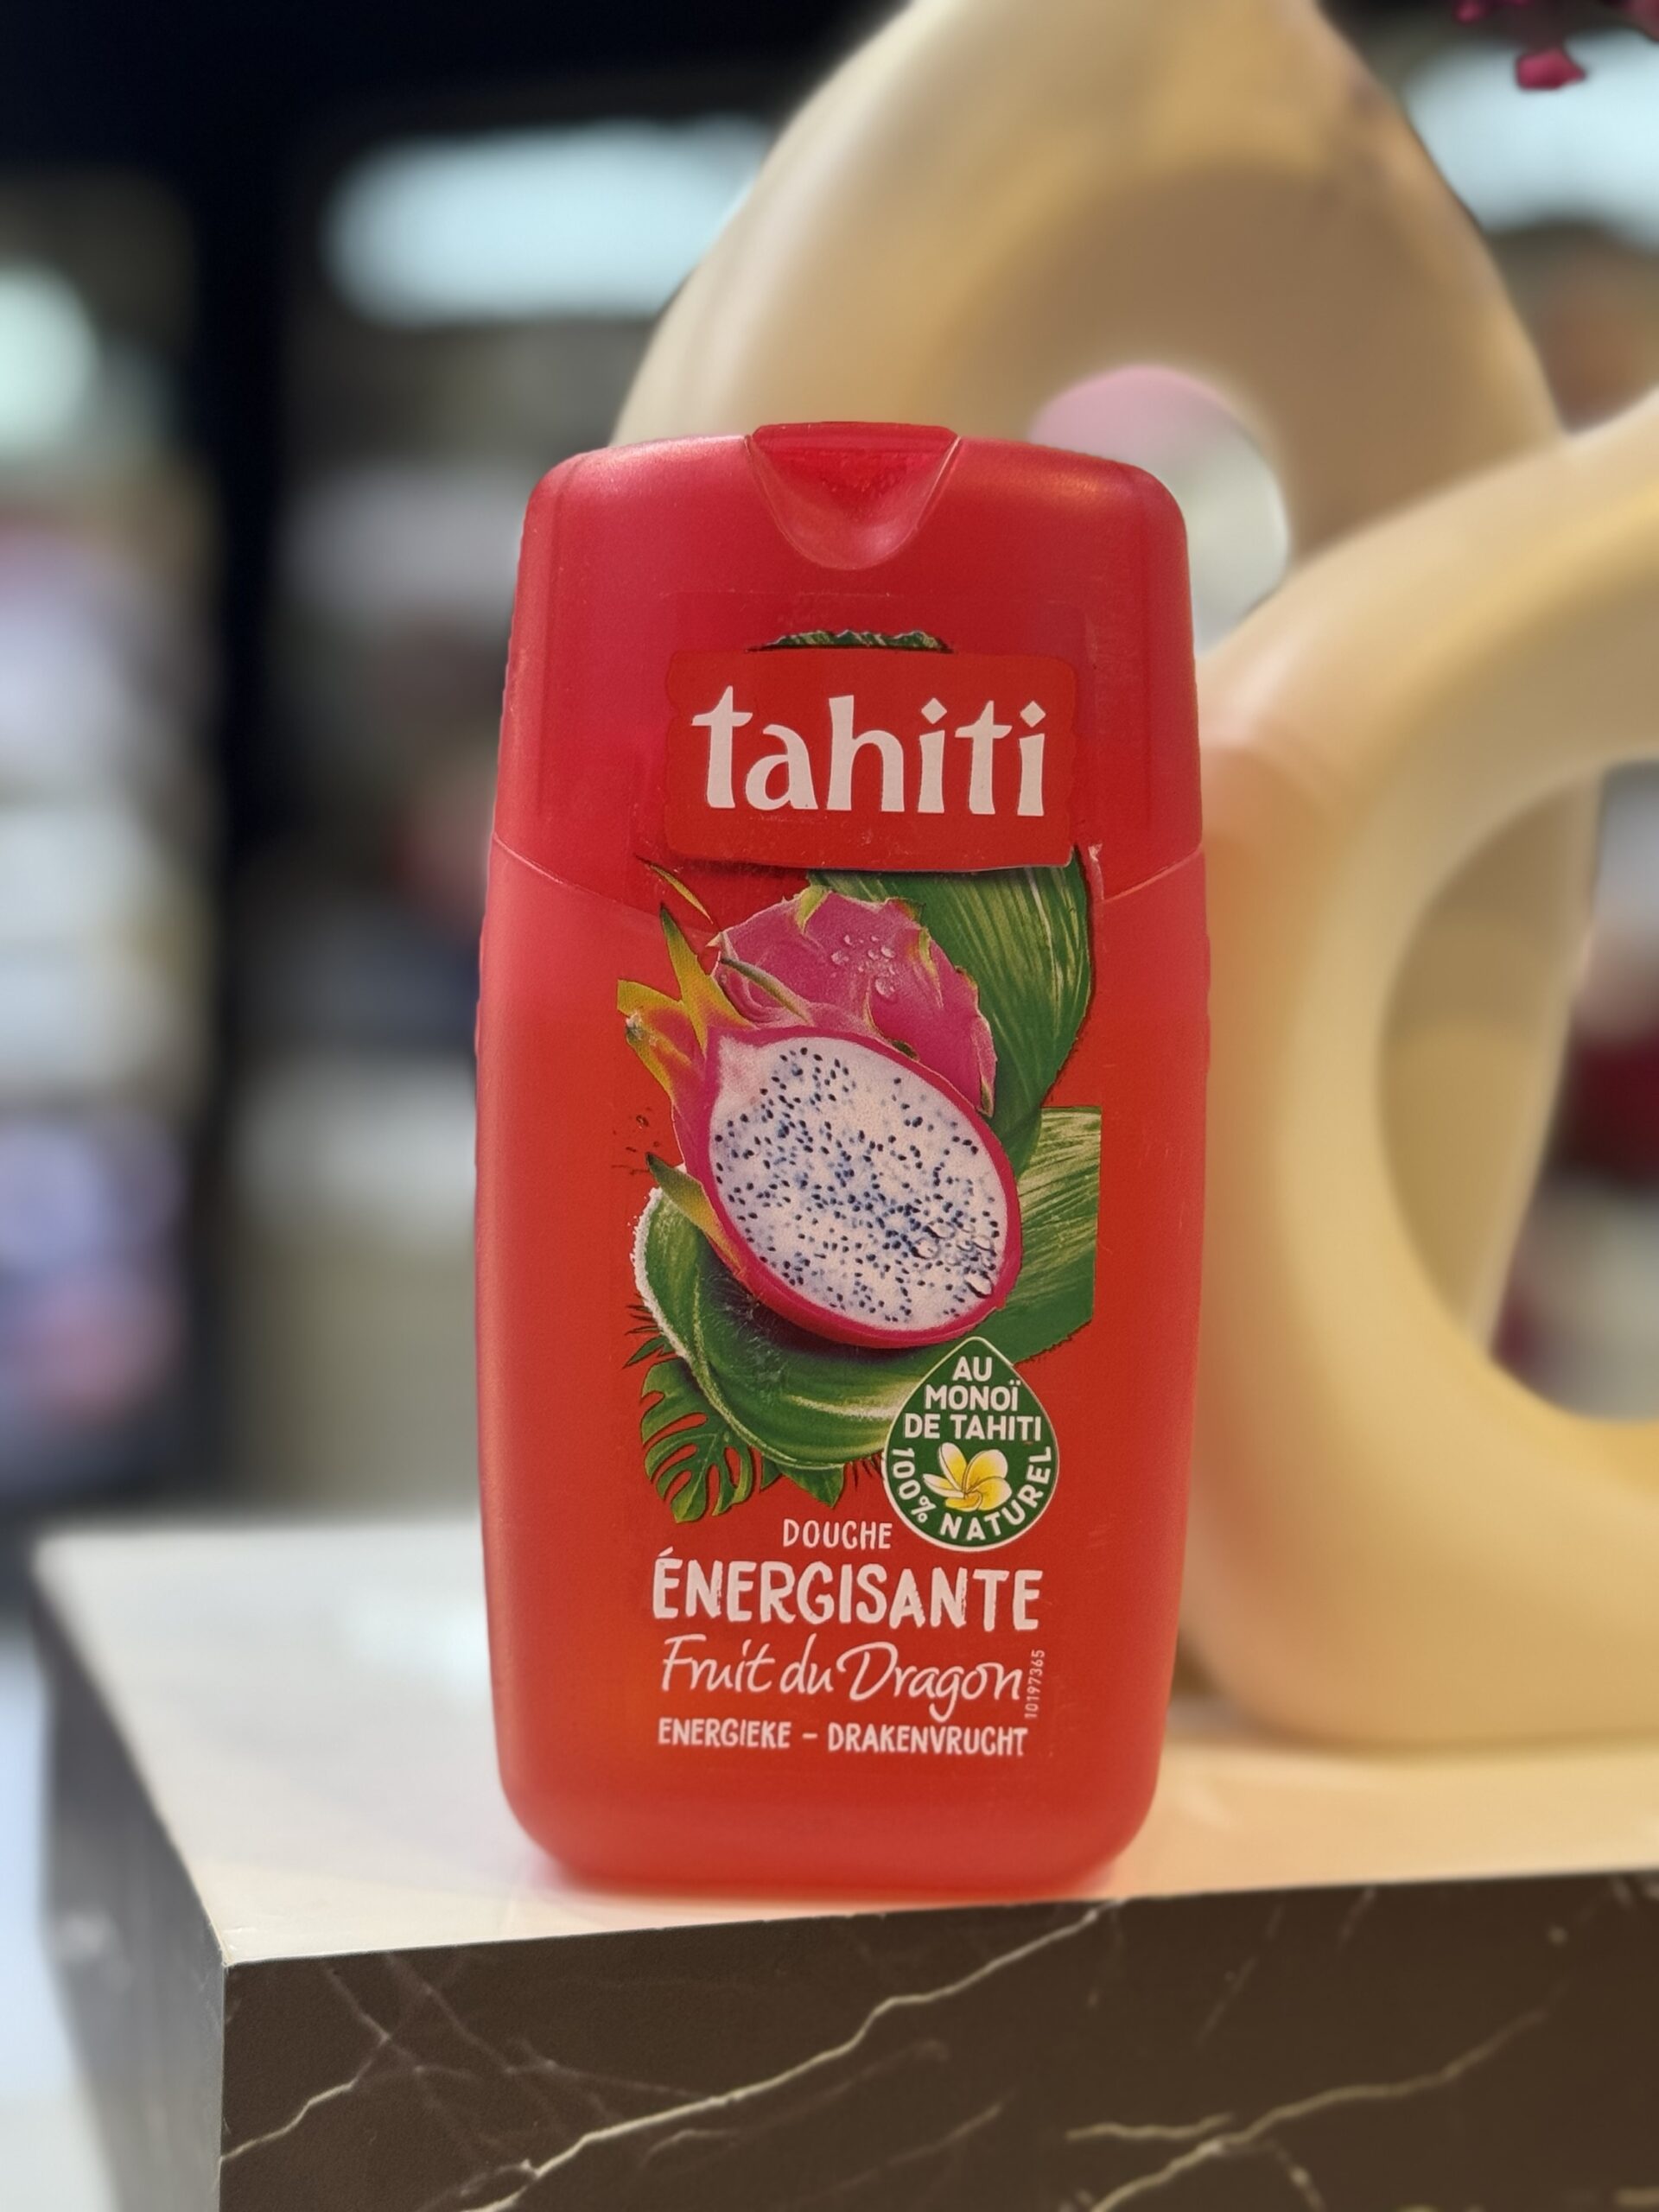 tahiti
AU
MONOÏ
DE TAHITI
100% NATUREL
DOUCHE
ÉNERGISANTE
Fruit du Dragon
10197365
ENERGIEKE – DRAKENVRUCHT